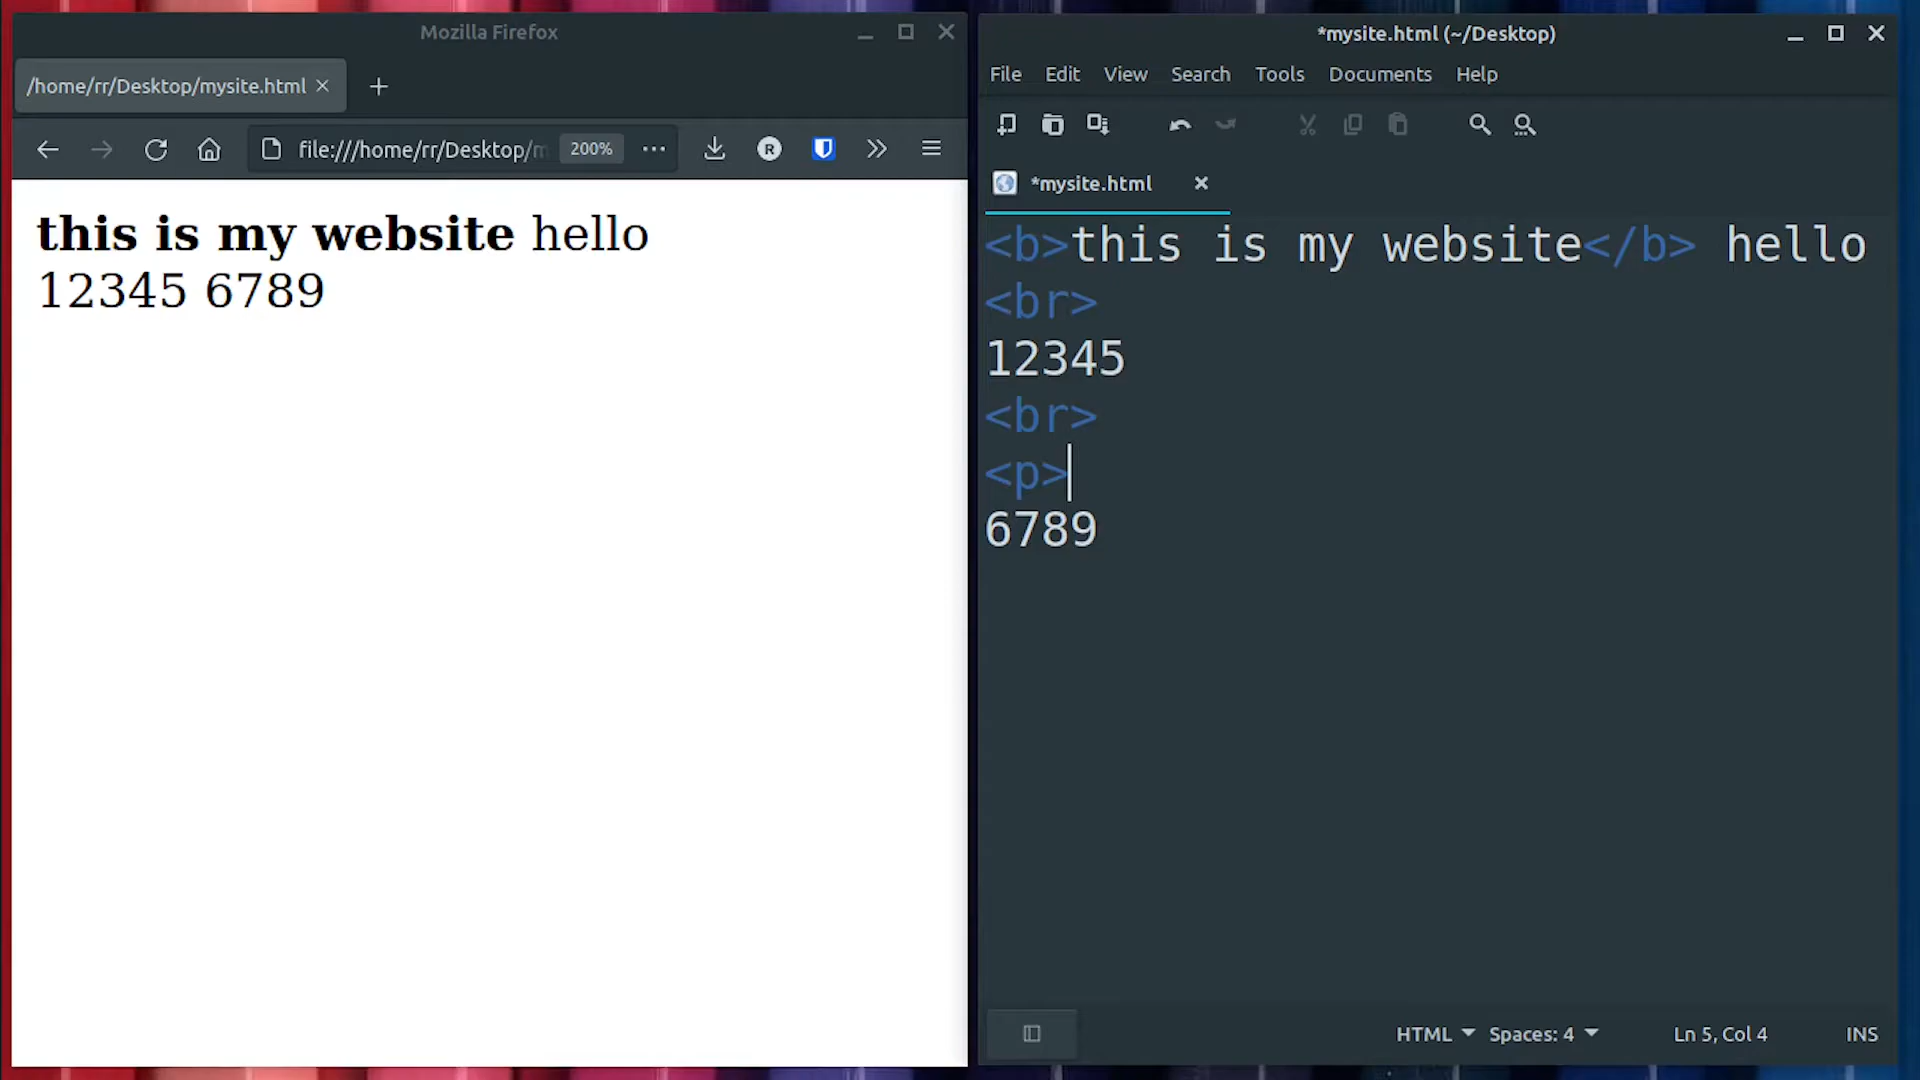 Mozilla Firefox
/home/rr/Desktop/mysite.html
file:///home/rr/Desktop/m
200%
R
this is my website hello
12345 6789
*mysite.html (~/Desktop)
File Edit View Search Tools Documents Help
*mysite.html
<b>this is my website</b> hello
<br>
12345
<br>
<p>
6789
HTML Spaces: 4 Ln 5, Col 4 INS